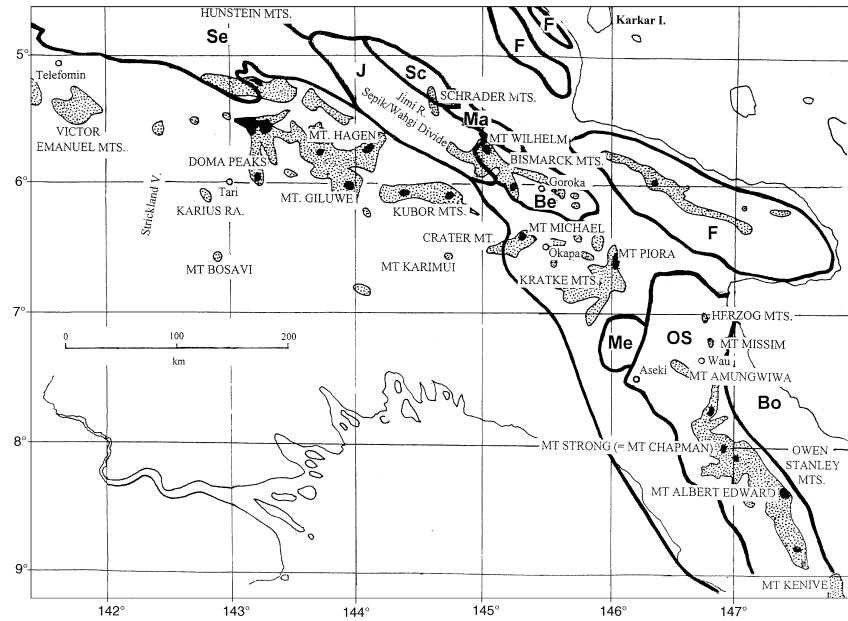 HUNSTEIN MTS.
Karkar I.
F
F
Se
5°
J
Sc
Telefomin
Jimi R.
SCHRADER MTS.
Sepik/Wahgi Divide
Ma
VICTOR
EMANUEL MTS..
MT. HAGEN
MT WILHELM
BISMARCK MTS.
DOMA PEAKS
Goroka
6°
Tari
MT. GILUWE
Be
Strickland V.
KARIUS RA.
KUBOR MTS.
F
MT MICHAEL
CRATER MT.
Okapa
MT PIORA
MT BOSAVI
MT KARIMUI
KRATKE MTS.
7°
HERZOG MTS.
0
100
200
km
Me
OS
MT MISSIM
Wau
Aseki
MT AMUNGWIWA
Bo
8°
MT STRONG (= MT CHAPMAN)
OWEN
STANLEY
MTS.
MT ALBERT EDWARD
9°
MT KENIVE
142°
143°
144°
145°
146°
147°